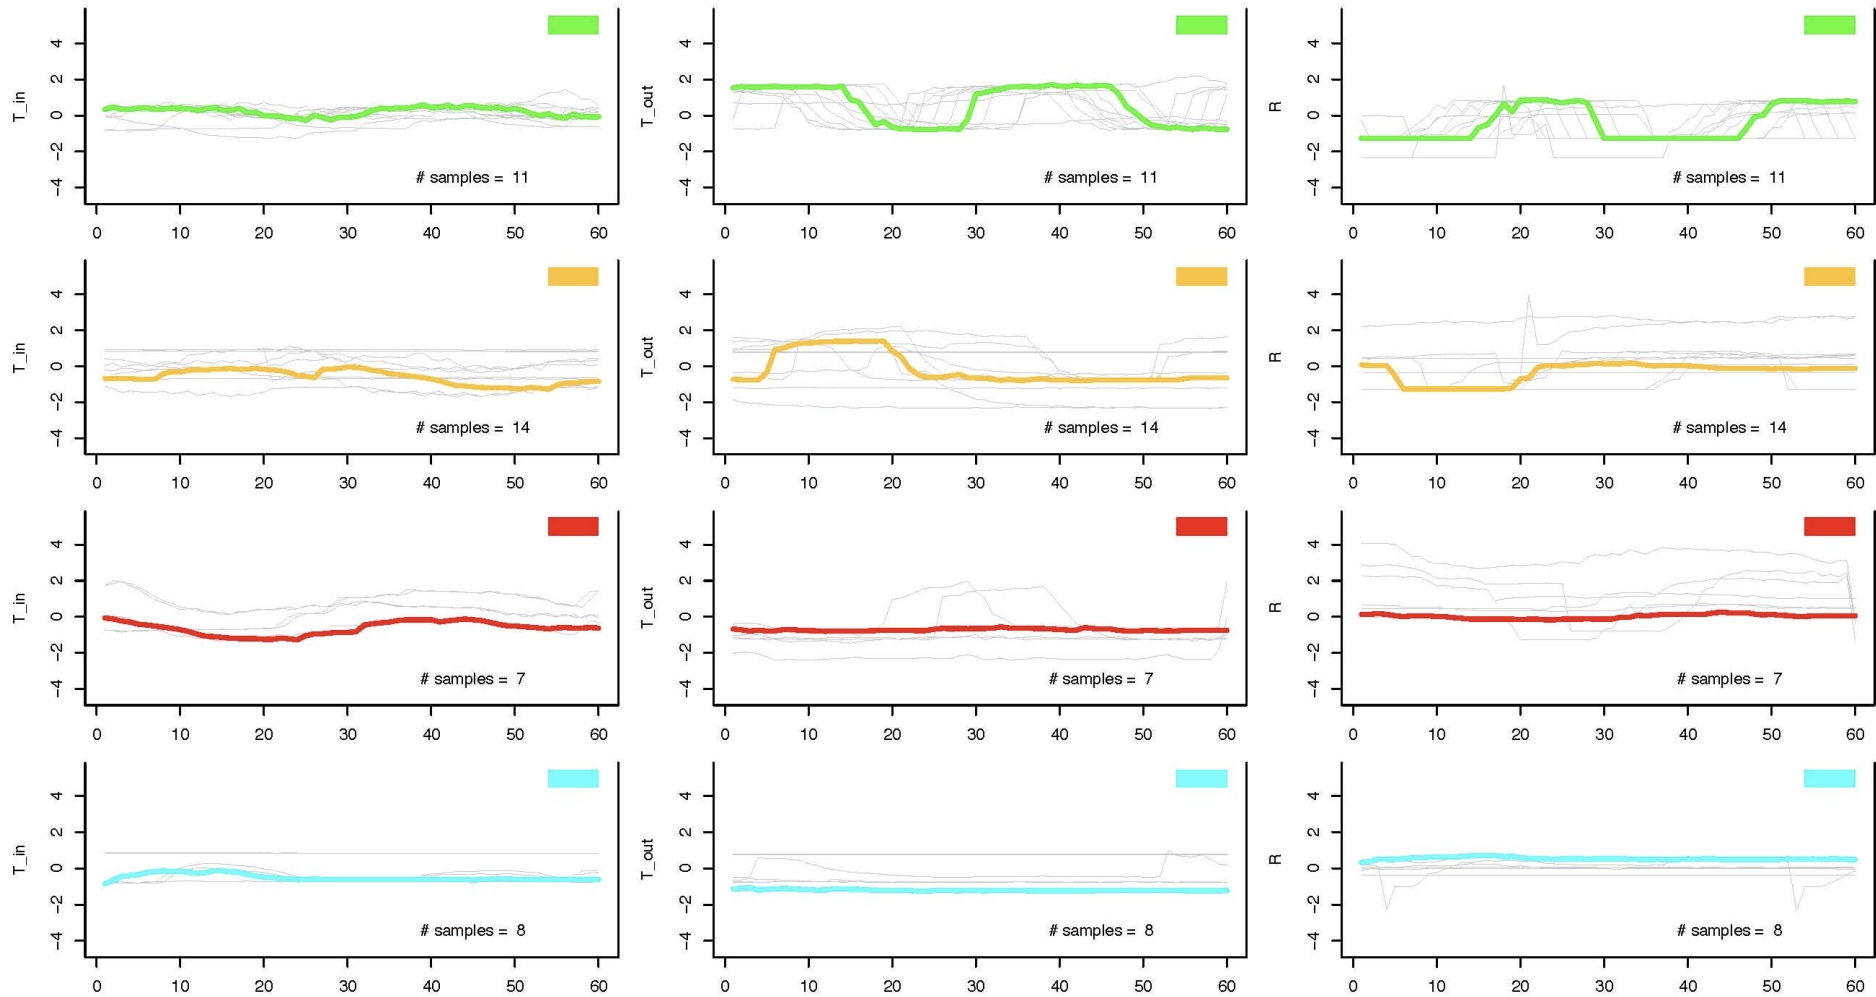 T_in 4 2 0 −2 −4 # samples = 11 0 10 20 30 40 50 60
T_out 4 2 0 −2 −4 # samples = 11 0 10 20 30 40 50 60
R 4 2 0 −2 −4 # samples = 11 0 10 20 30 40 50 60
T_in 4 2 0 −2 −4 # samples = 14 0 10 20 30 40 50 60
T_out 4 2 0 −2 −4 # samples = 14 0 10 20 30 40 50 60
R 4 2 0 −2 −4 # samples = 14 0 10 20 30 40 50 60
T_in 4 2 0 −2 −4 # samples = 7 0 10 20 30 40 50 60
T_out 4 2 0 −2 −4 # samples = 7 0 10 20 30 40 50 60
R 4 2 0 −2 −4 # samples = 7 0 10 20 30 40 50 60
T_in 4 2 0 −2 −4 # samples = 8 0 10 20 30 40 50 60
T_out 4 2 0 −2 −4 # samples = 8 0 10 20 30 40 50 60
R 4 2 0 −2 −4 # samples = 8 0 10 20 30 40 50 60